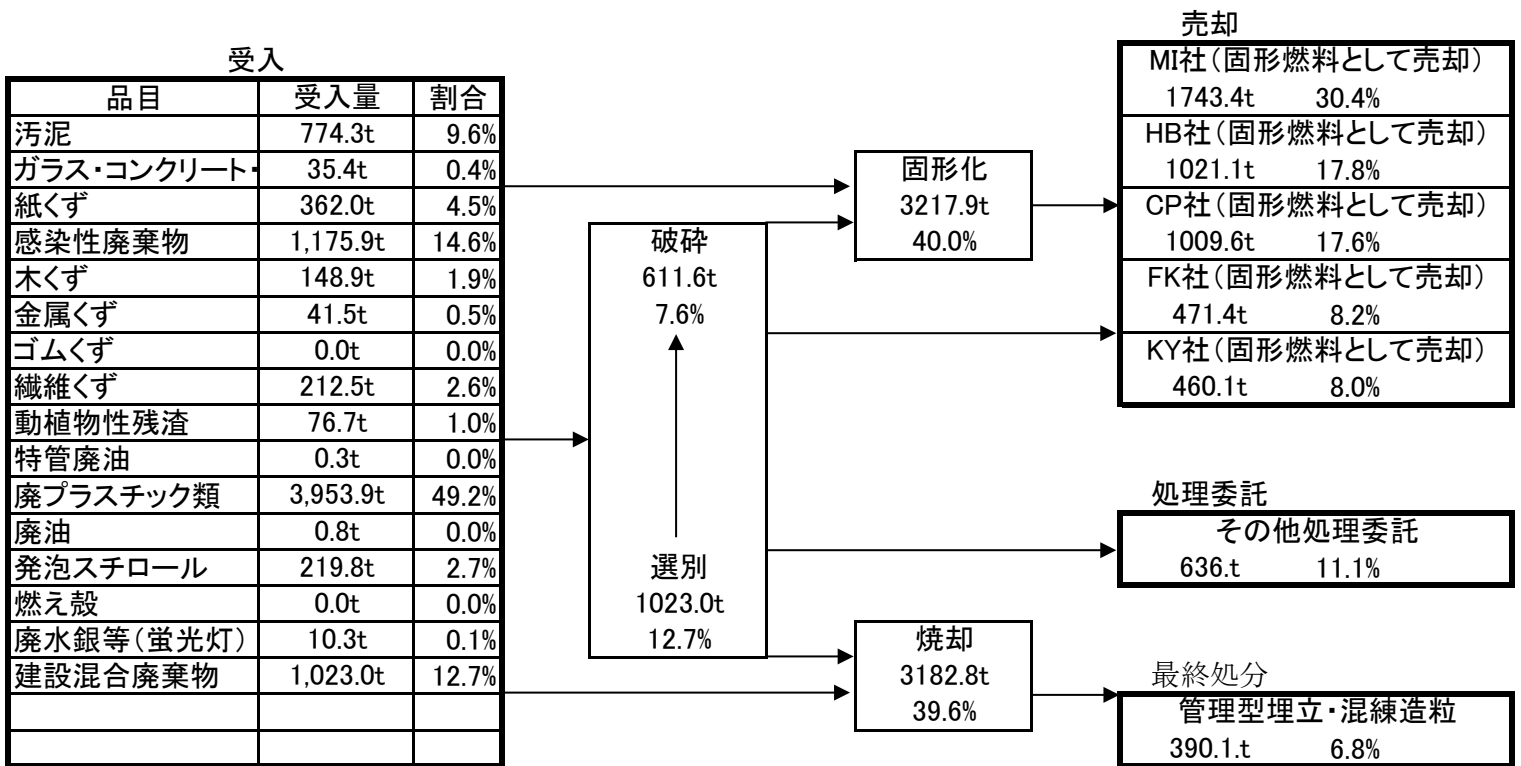 受入
品目 受入量 割合
汚泥 774.3t 9.6%
ガラス・コンクリート・ 35.4t 0.4%
紙くず 362.0t 4.5%
感染性廃棄物 1,175.9t 14.6%
木くず 148.9t 1.9%
金属くず 41.5t 0.5%
ゴムくず 0.0t 0.0%
繊維くず 212.5t 2.6%
動植物性残渣 76.7t 1.0%
特管廃油 0.3t 0.0%
廃プラスチック類 3,953.9t 49.2%
廃油 0.8t 0.0%
発泡スチロール 219.8t 2.7%
燃え殻 0.0t 0.0%
廃水銀等(蛍光灯) 10.3t 0.1%
建設混合廃棄物 1,023.0t 12.7%
破砕
611.6t
7.6%
選別
1023.0t
12.7%
固形化
3217.9t
40.0%
焼却
3182.8t
39.6%
売却
MI社(固形燃料として売却)
1743.4t 30.4%
HB社(固形燃料として売却)
1021.1t 17.8%
CP社(固形燃料として売却)
1009.6t 17.6%
FK社(固形燃料として売却)
471.4t 8.2%
KY社(固形燃料として売却)
460.1t 8.0%
処理委託
その他処理委託
636.t 11.1%
最終処分
管理型埋立・混練造粒
390.1.t 6.8%